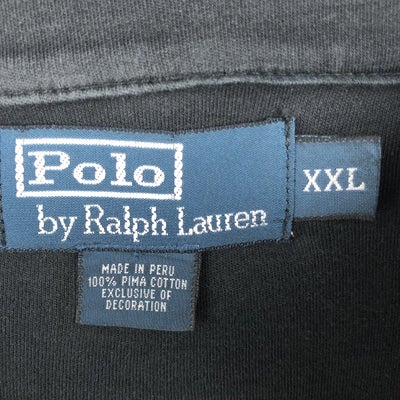 Polo
by Ralph Lauren
XXL
MADE IN PERU
100% PIMA COTTON
EXCLUSIVE OF
DECORATION